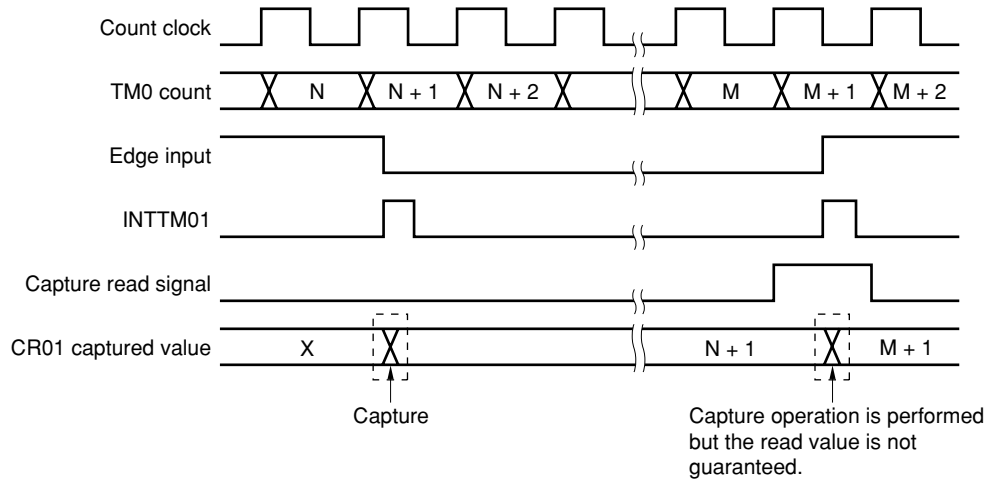 Count clock
TM0 count
N
N + 1
N + 2
M
M + 1
M + 2
Edge input
INTTM01
Capture read signal
CR01 captured value
X
N + 1
M + 1
Capture
Capture operation is performed
but the read value is not
guaranteed.